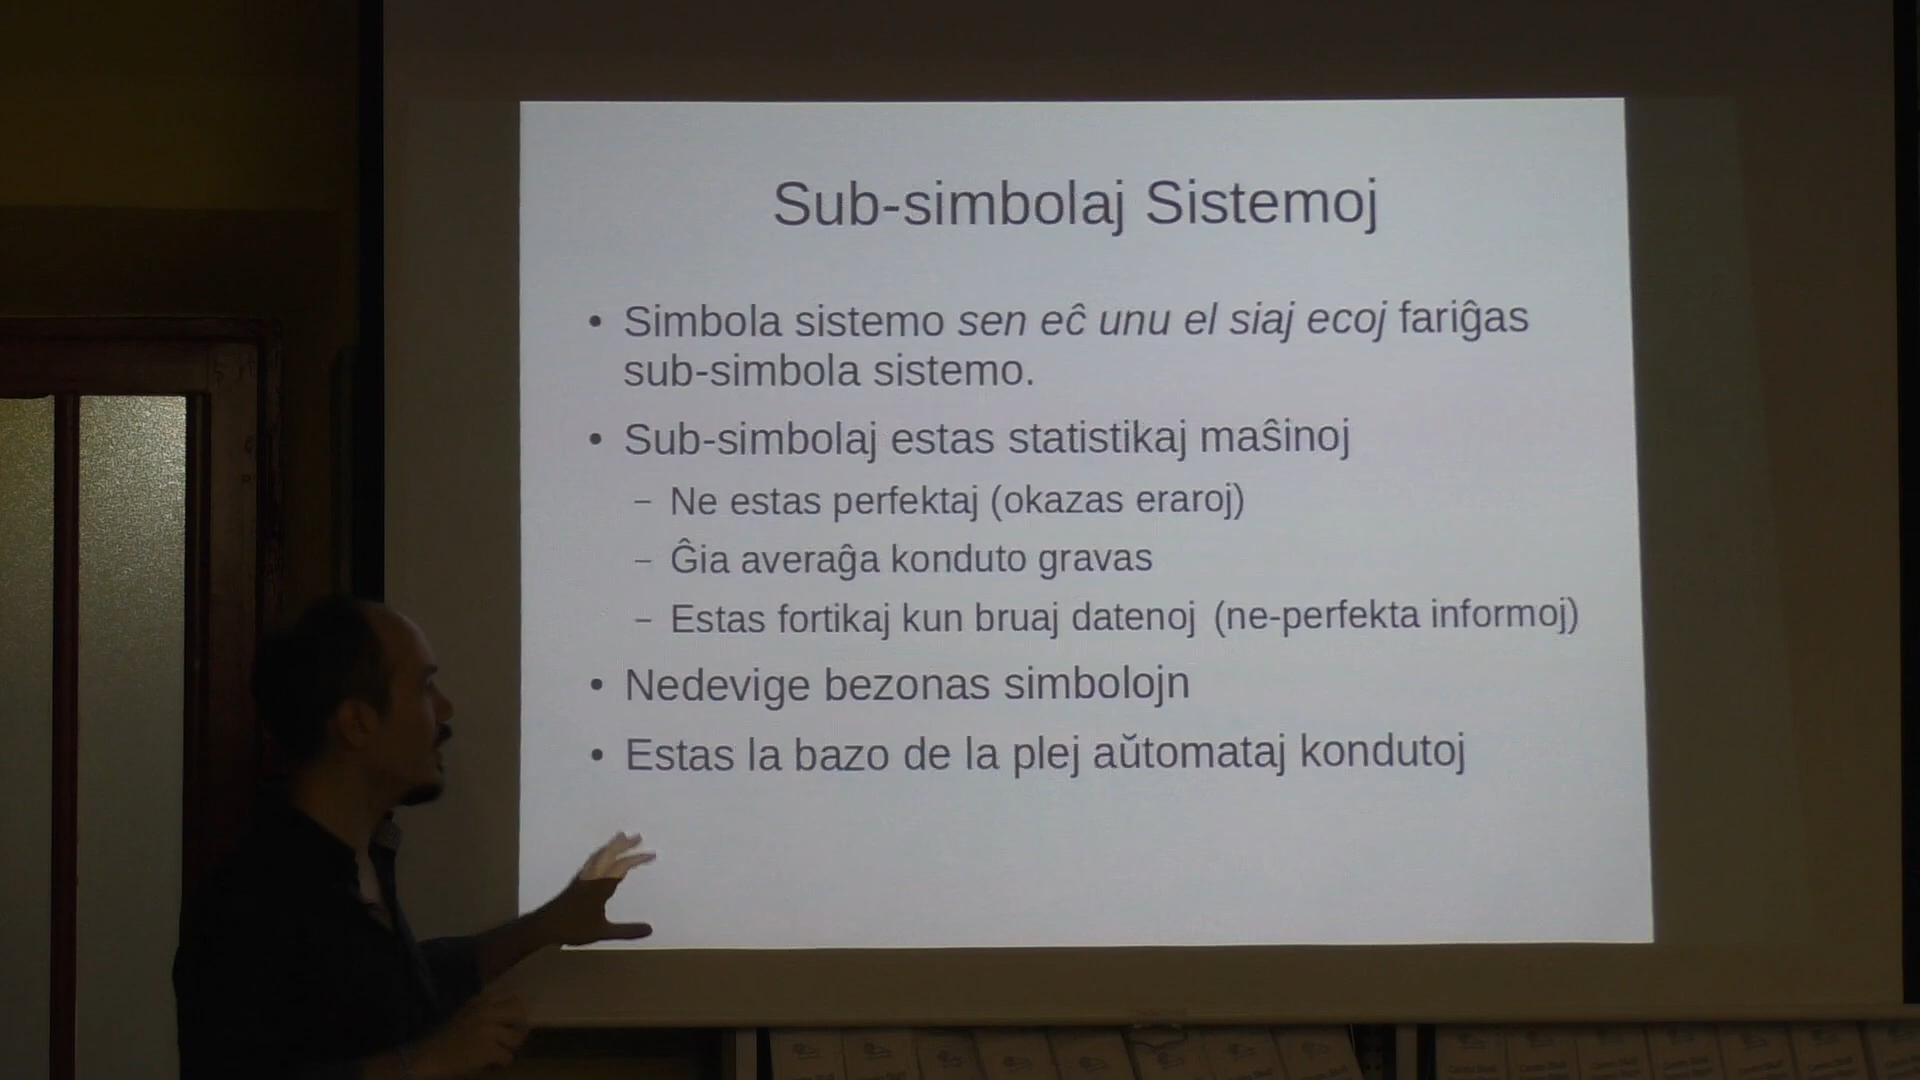 Sub-simbolaj Sistemoj
• Simbola sistemo sen eĉ unu el siaj ecoj fariĝas
sub-simbola sistemo.
• Sub-simbolaj estas statistikaj maŝinoj
– Ne estas perfektaj (okazas eraroj)
– Ĝia averaĝa konduto gravas
– Estas fortikaj kun bruaj datenoj (ne-perfekta informoj)
• Nedevige bezonas simbolojn
• Estas la bazo de la plej aŭtomataj kondutoj